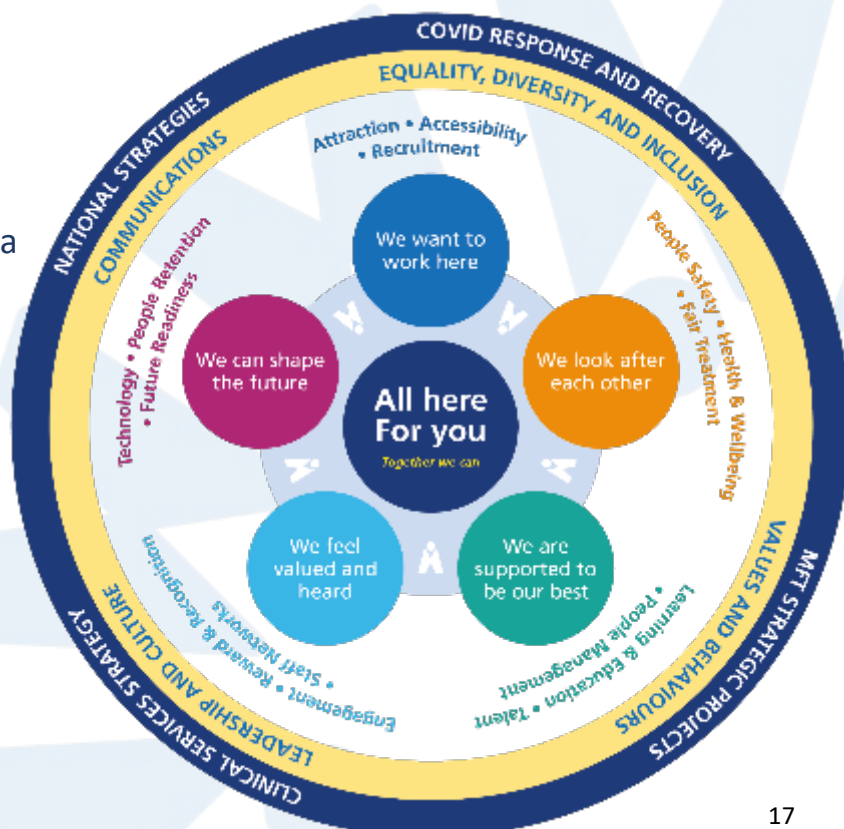 COVID RESPONSE AND RECOVERY
NATIONAL STRATEGIES
EQUALITY, DIVERSITY AND INCLUSION
COMMUNICATIONS
Attraction • Accessibility
• Recruitment
a
We want to
work here
Technology • People Retention
• Future Readiness
People Safety • Health & Wellbeing
• Fair Treatment
We can shape
the future
We look after
each other
All here
For you
Together we can
We feel
valued and
heard
We are
supported to
be our best
Engagement • Reward & Recognition
• Staff Networks
Learning & Education • Talent
• People Management
LEADERSHIP AND CULTURE
VALUES AND BEHAVIOURS
CLINICAL SERVICES STRATEGY
MFT STRATEGIC PROJECTS
17